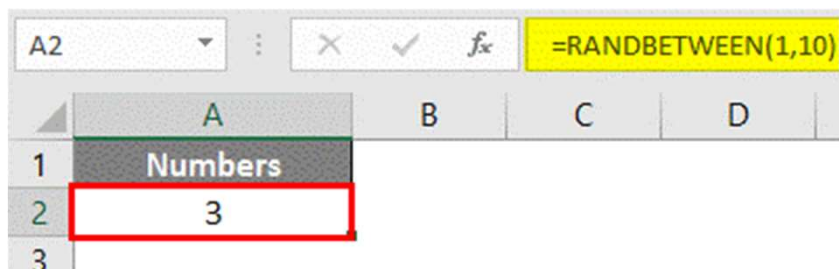 A2 fx =RANDBETWEEN(1,10)
A B C D
1 Numbers
2 3
3